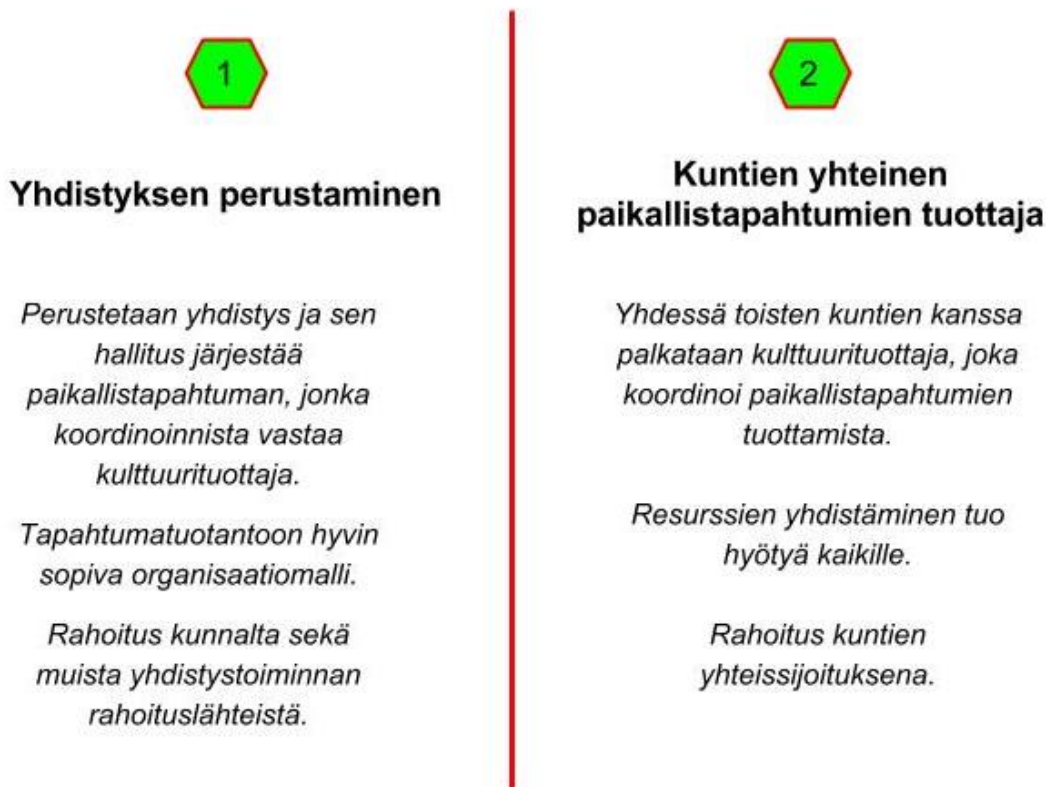 1
Yhdistyksen perustaminen
Perustetaan yhdistys ja sen
hallitus järjestää
paikallistapahtuman, jonka
koordinoinnista vastaa
kulttuurituottaja.
Tapahtumatuotantoon hyvin
sopiva organisaatiomalli.
Rahoitus kunnalta sekä
muista yhdistystoiminnan
rahoituslähteistä.
2
Kuntien yhteinen
paikallistapahtumien tuottaja
Yhdessä toisten kuntien kanssa
palkataan kulttuurituottaja, joka
koordinoi paikallistapahtumien
tuottamista.
Resurssien yhdistäminen tuo
hyötyä kaikille.
Rahoitus kuntien
yhteissijoituksena.